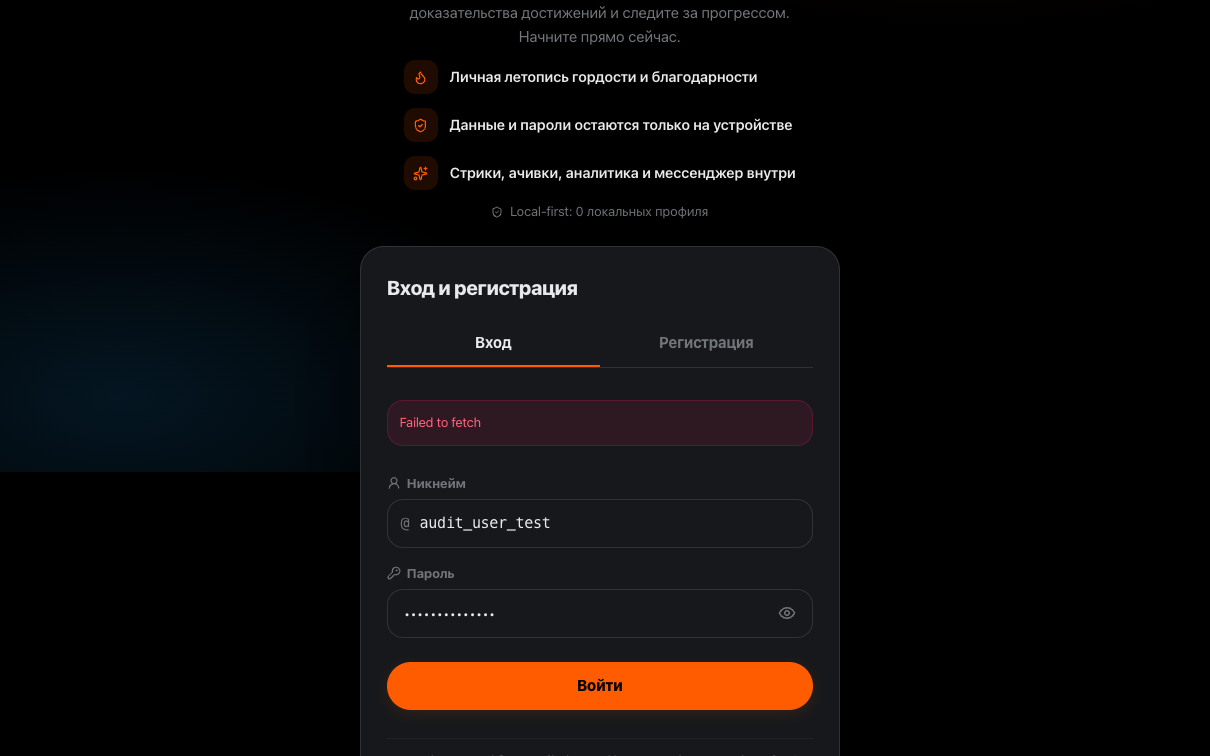 доказательства достижений и следите за прогрессом.
Начните прямо сейчас.
Личная летопись гордости и благодарности
Данные и пароли остаются только на устройстве
Стрики, ачивки, аналитика и мессенджер внутри
Local-first: 0 локальных профиля
Вход и регистрация
Вход Регистрация
Failed to fetch
Никнейм
@ audit_user_test
Пароль
••••••••••••••
Войти